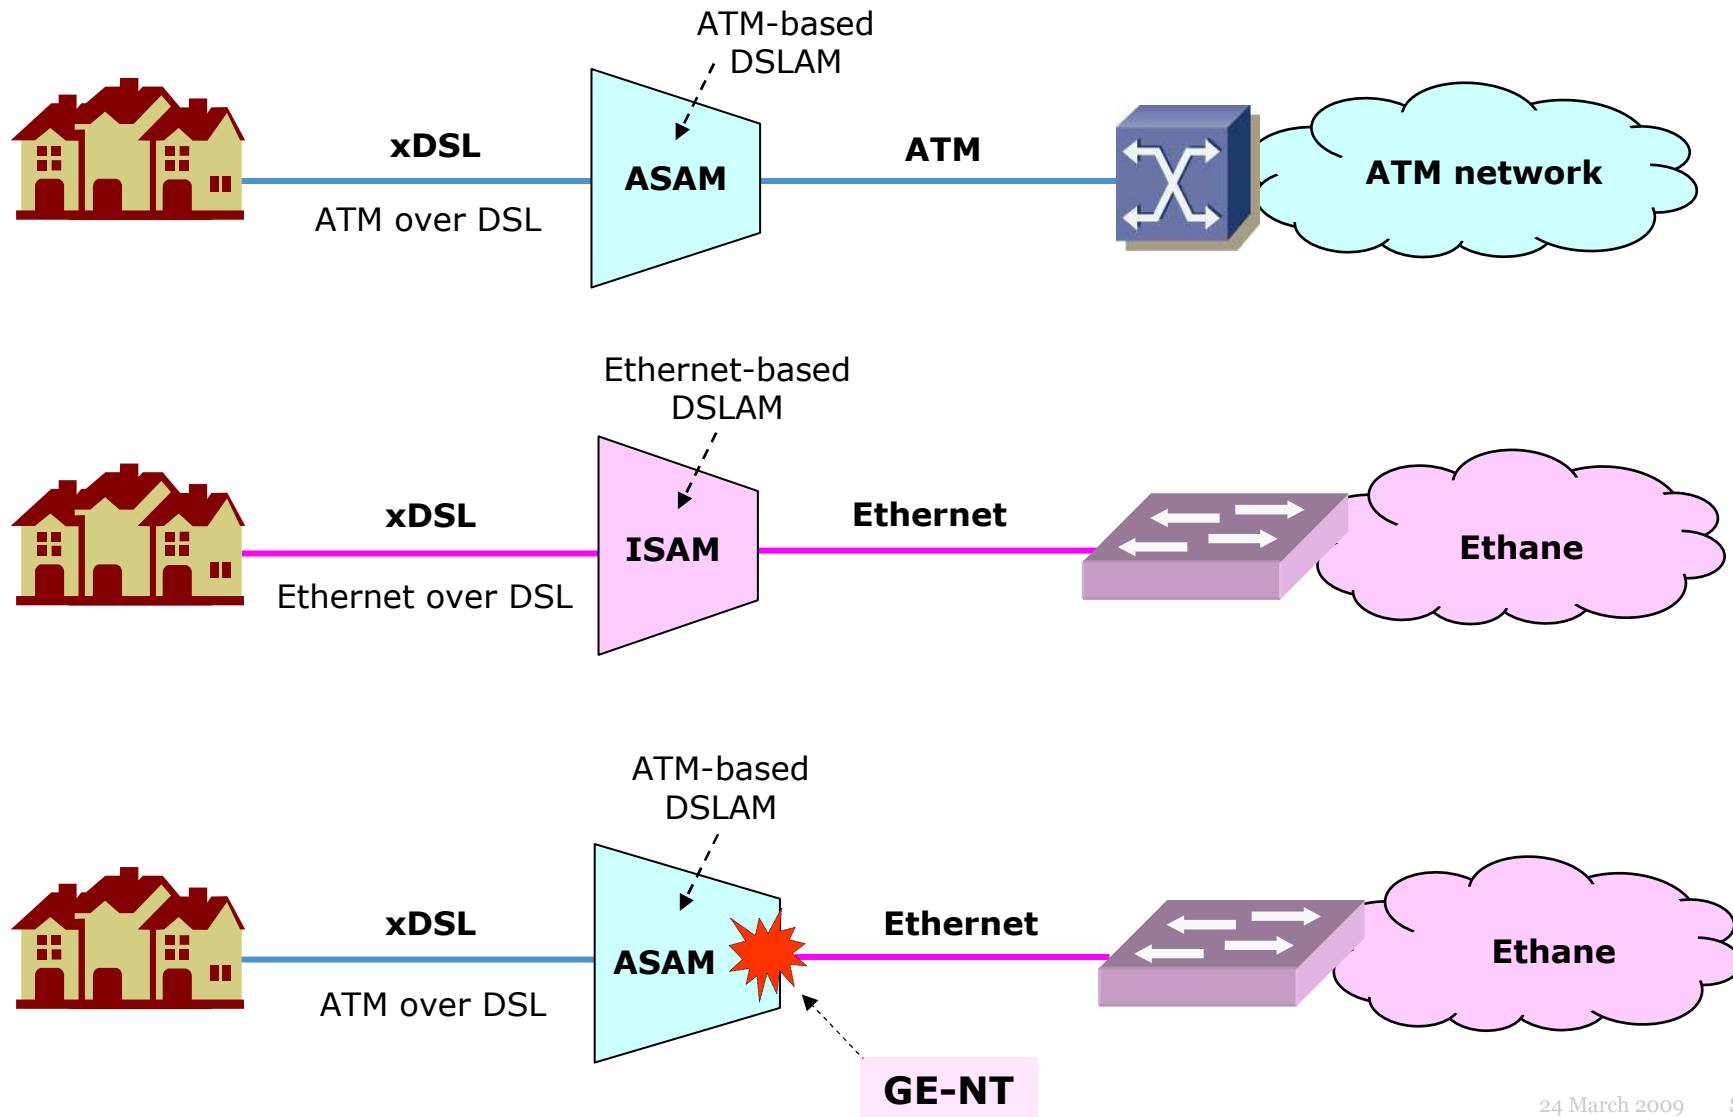 ATM-based
DSLAM
xDSL
ATM
ASAM
ATM network
ATM over DSL
Ethernet-based
DSLAM
xDSL
Ethernet
ISAM
Ethane
Ethernet over DSL
ATM-based
DSLAM
xDSL
Ethernet
ASAM
Ethane
ATM over DSL
GE-NT
24 March 2009